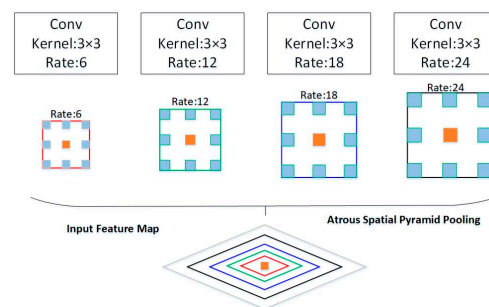 Conv
Kernel:3×3
Rate:6
Conv
Kernel:3×3
Rate:12
Conv
Kernel:3×3
Rate:18
Conv
Kernel:3×3
Rate:24
Rate:6
Rate:12
Rate:18
Rate:24
Input Feature Map
Atrous Spatial Pyramid Pooling